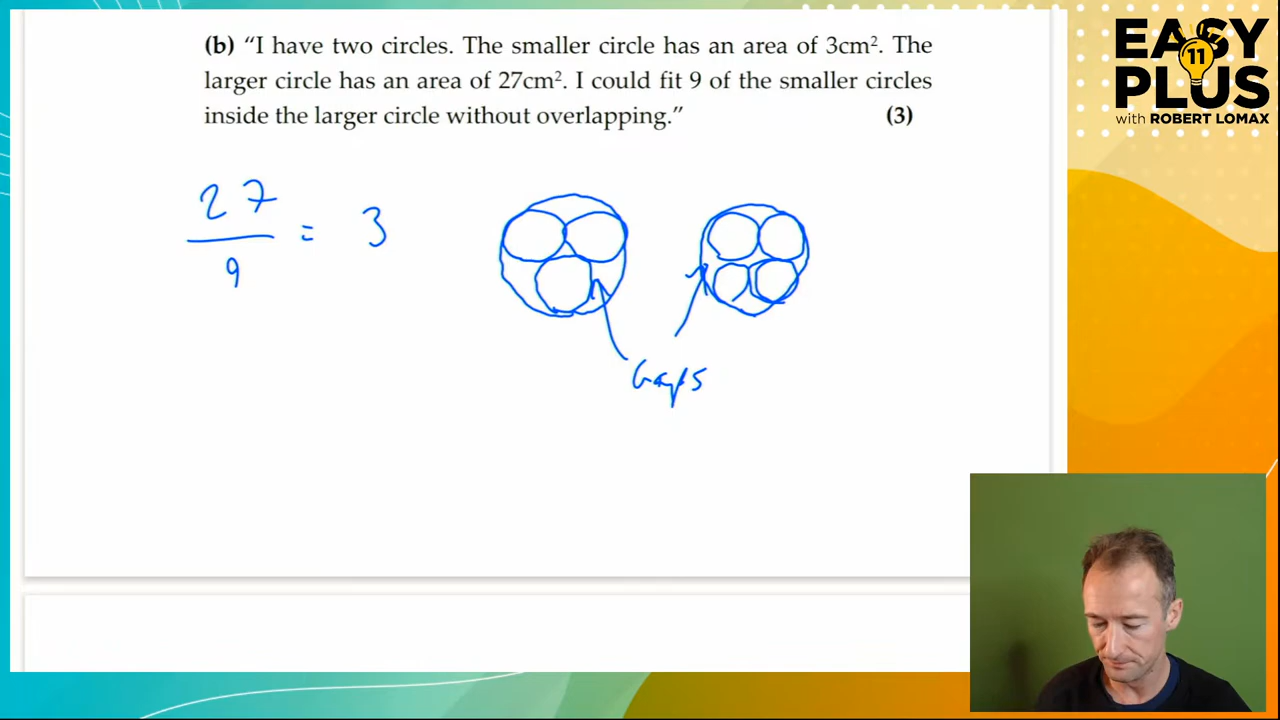 (b) “I have two circles. The smaller circle has an area of 3cm². The
larger circle has an area of 27cm². I could fit 9 of the smaller circles
inside the larger circle without overlapping.” (3)
27
9
= 3
Gaps
EASY
11
PLUS
with ROBERT LOMAX